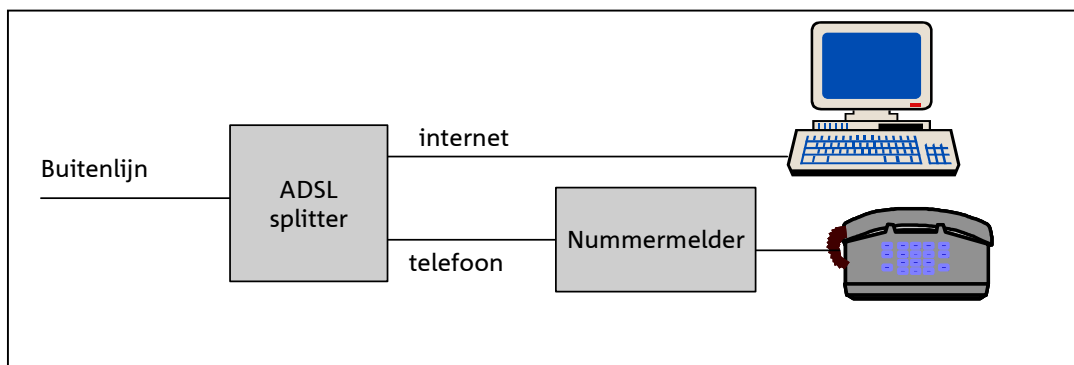 Buitenlijn
ADSL
splitter
internet
telefoon
Nummermelder